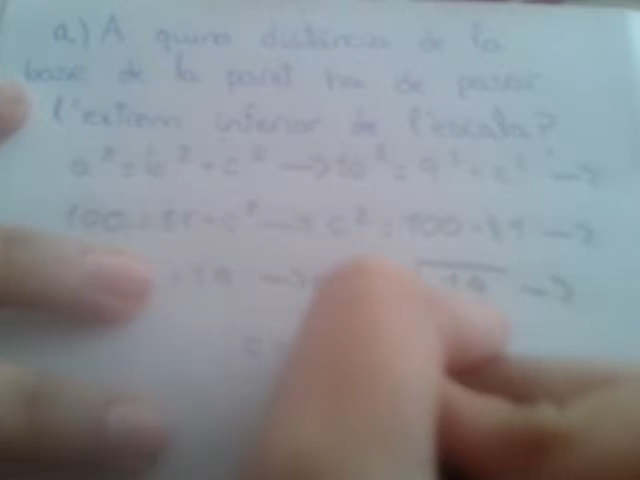 a) A quina distància de la
base de la paret ha de posar
l'extrem inferior de l'escala?
a² = b² + c² → 10² = 9² + c² →
100 = 81 + c² → c² = 100 - 81 →
= 19 → √19 →
c =